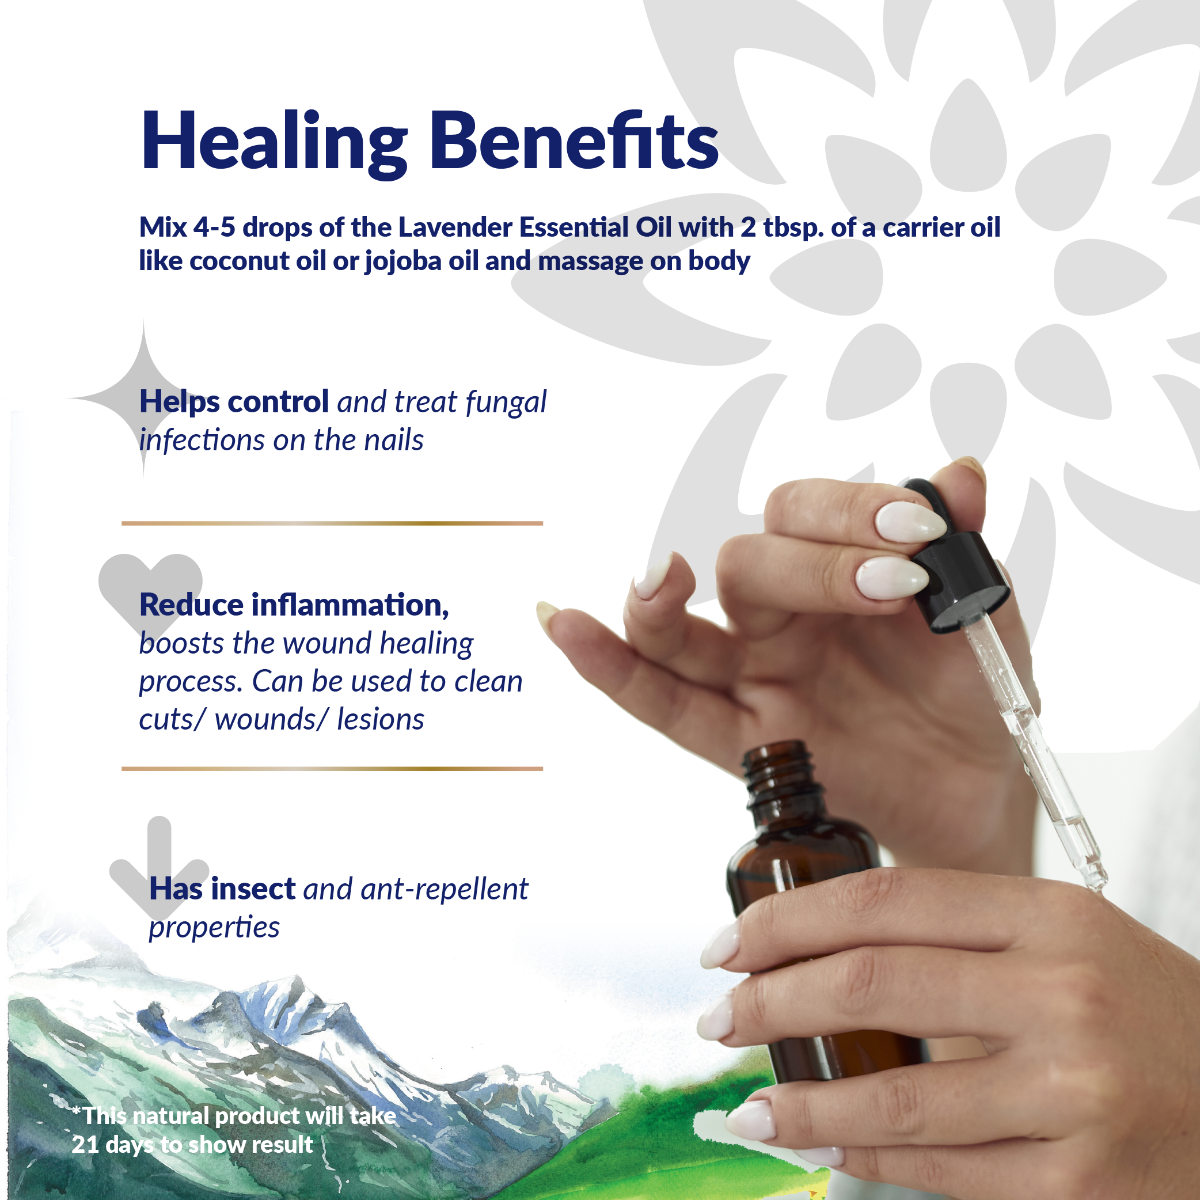 Healing Benefits
Mix 4-5 drops of the Lavender Essential Oil with 2 tbsp. of a carrier oil
like coconut oil or jojoba oil and massage on body
Helps control and treat fungal
infections on the nails
Reduce inflammation,
boosts the wound healing
process. Can be used to clean
cuts/ wounds/ lesions
Has insect and ant-repellent
properties
*This natural product will take
21 days to show result